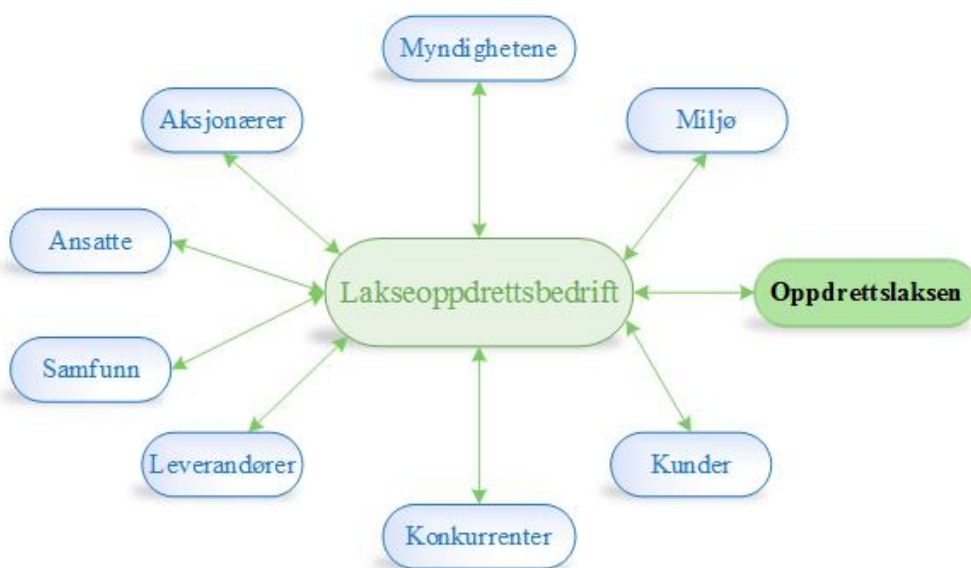 Myndighetene
Aksjonærer
Miljø
Ansatte
Lakseoppdrettsbedrift
Oppdrettslaksen
Samfunn
Leverandører
Kunder
Konkurrenter